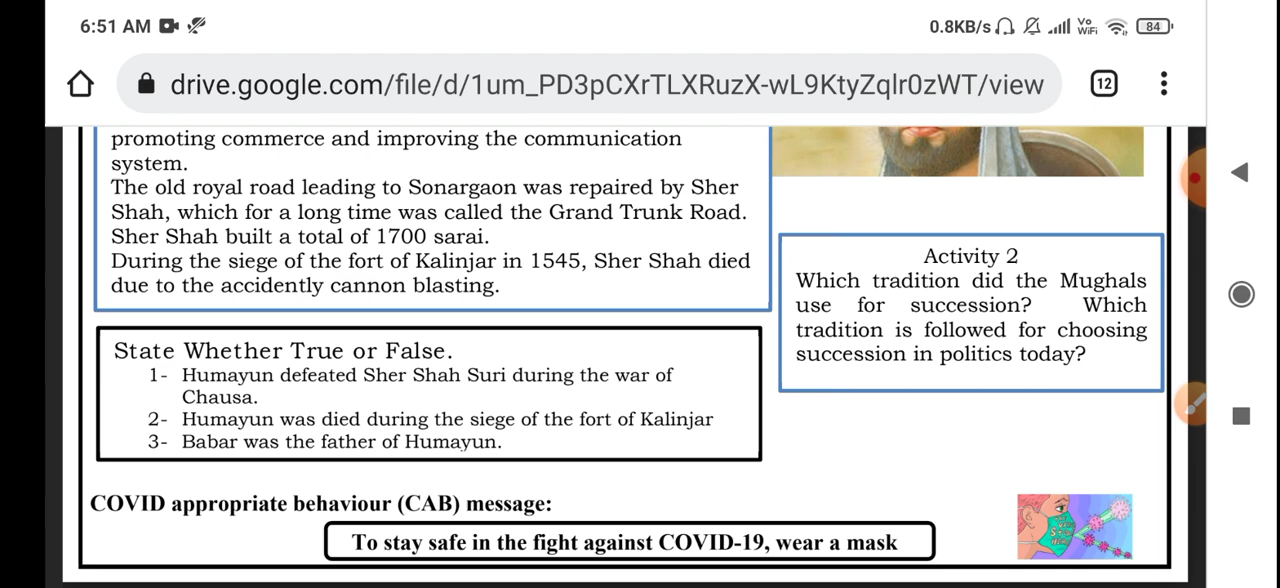 6:51 AM
0.8KB/s
Vo
WiFi
84
drive.google.com/file/d/1um_PD3pCXrTLXRuzX-wL9KtyZqlr0zWT/view
12
promoting commerce and improving the communication
system.
The old royal road leading to Sonargaon was repaired by Sher
Shah, which for a long time was called the Grand Trunk Road.
Sher Shah built a total of 1700 sarai.
During the siege of the fort of Kalinjar in 1545, Sher Shah died
due to the accidently cannon blasting.
Activity 2
Which tradition did the Mughals
use for succession? Which
tradition is followed for choosing
succession in politics today?
State Whether True or False.
1- Humayun defeated Sher Shah Suri during the war of
Chausa.
2- Humayun was died during the siege of the fort of Kalinjar
3- Babar was the father of Humayun.
COVID appropriate behaviour (CAB) message:
To stay safe in the fight against COVID-19, wear a mask